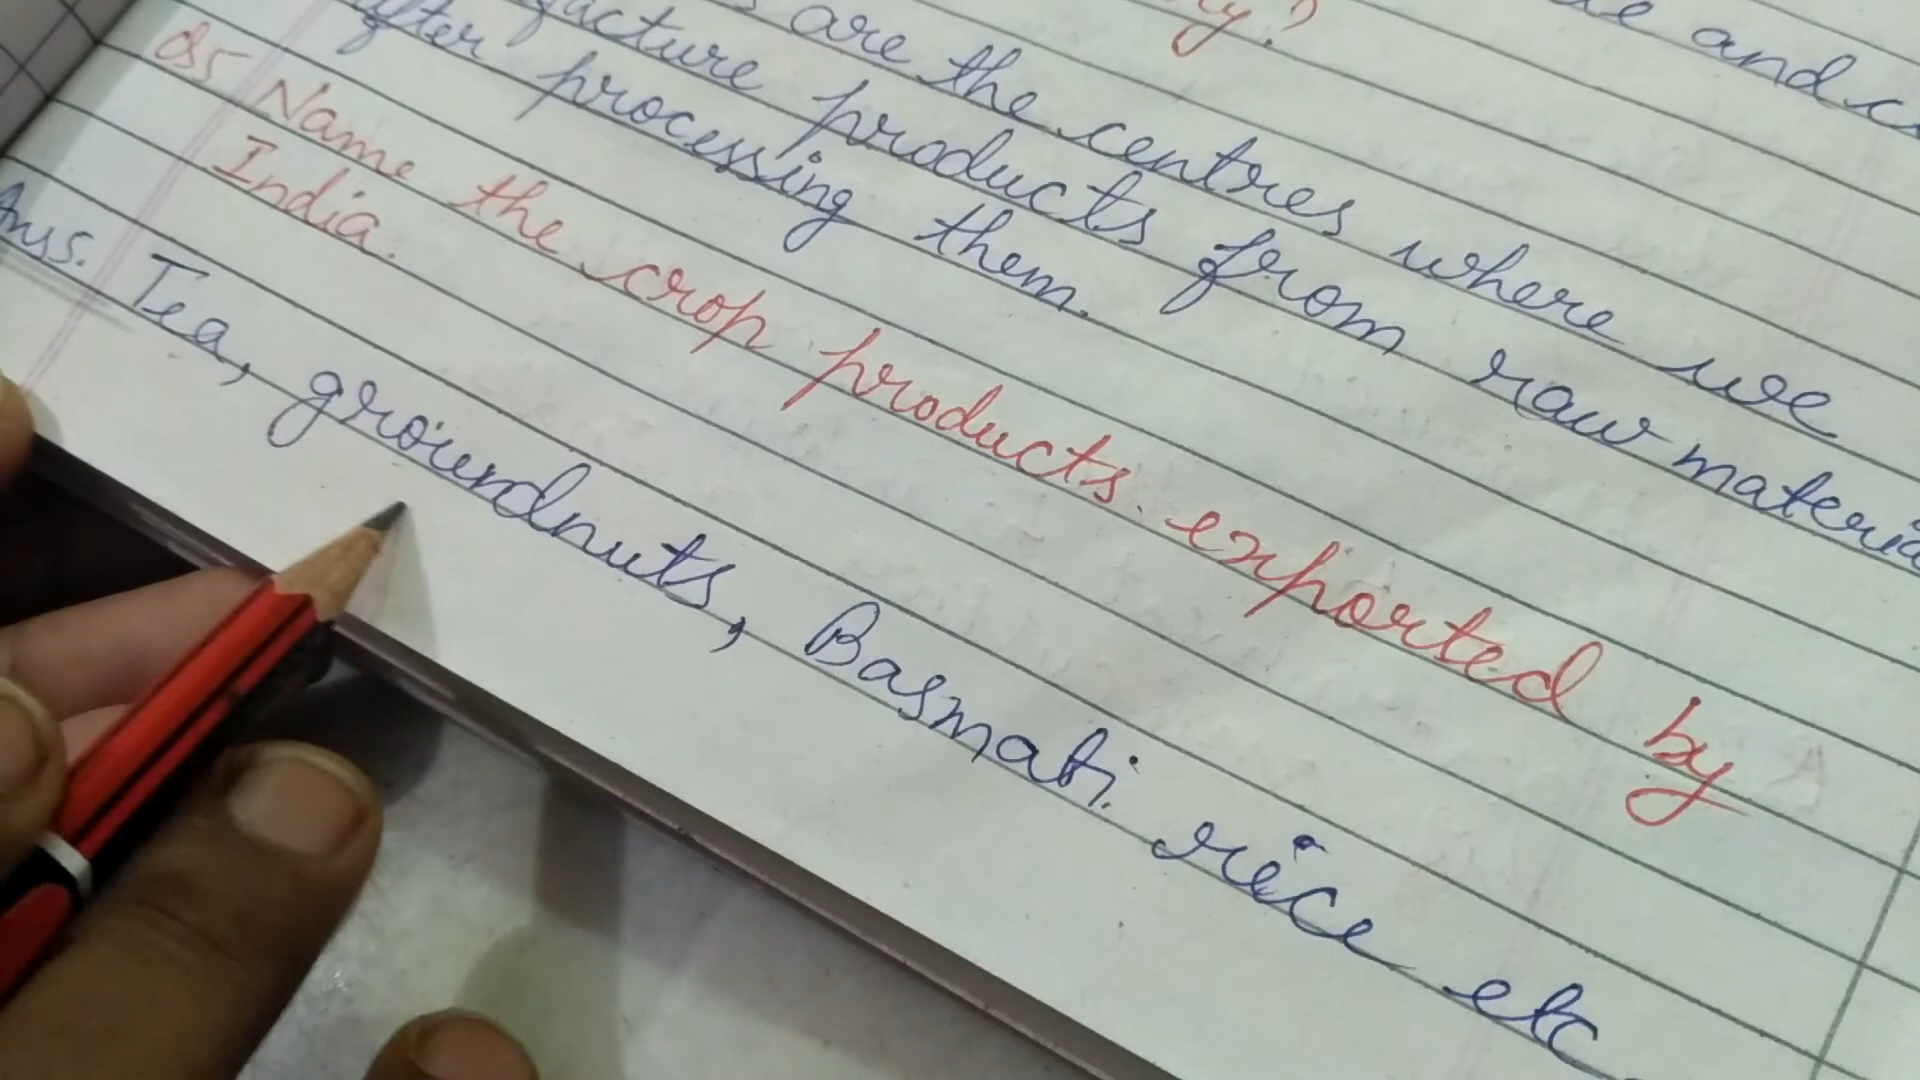 and
y?
are the centres where we
facture products from raw materia
after processing them.
Q5 Name the crop products exported by
India.
Ans. Tea, groundnuts, Basmati rice etc